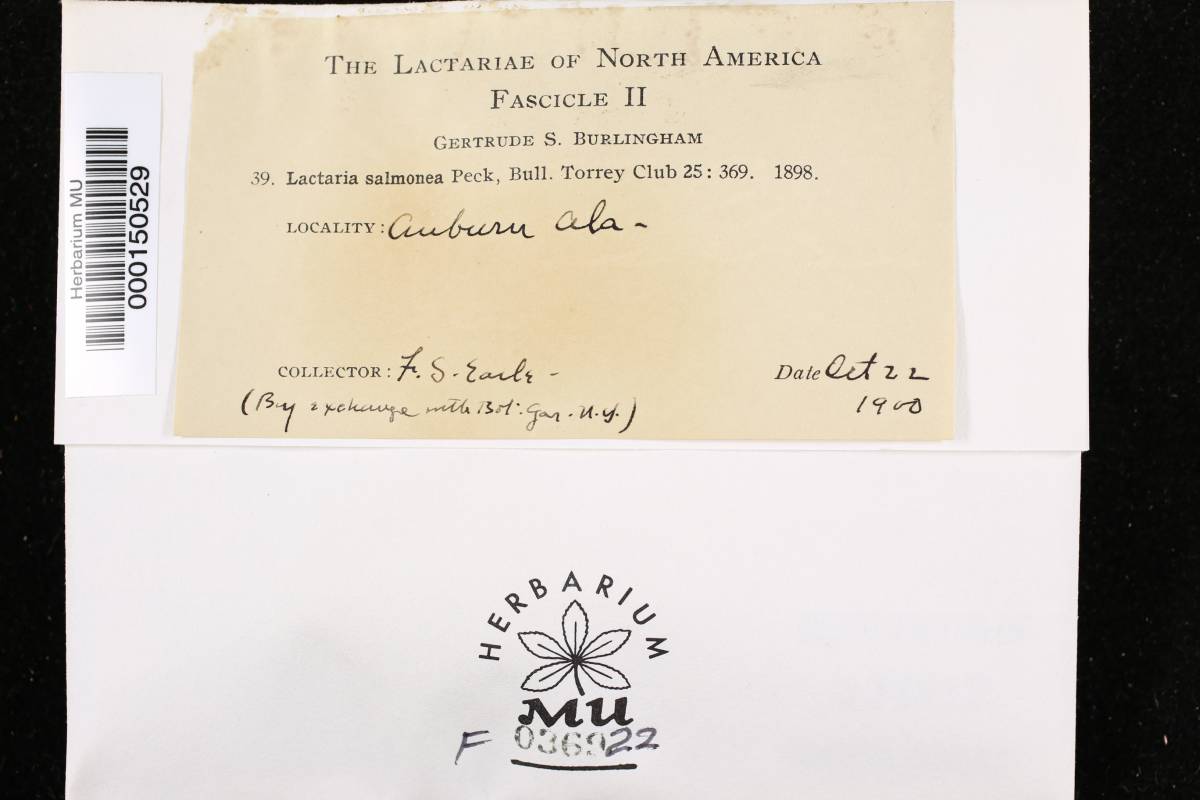 THE LACTARIAE OF NORTH AMERICA
FASCICLE II
GERTRUDE S. BURLINGHAM
39. Lactaria salmonea Peck, Bull. Torrey Club 25: 369. 1898.
LOCALITY: Auburn Ala -
COLLECTOR: F. S. Earle -
Date Oct 22
1900
(By exchange with Bot. Gar. N.Y.)
Herbarium MU
000150529
HERBARIUM
MU
F 036922